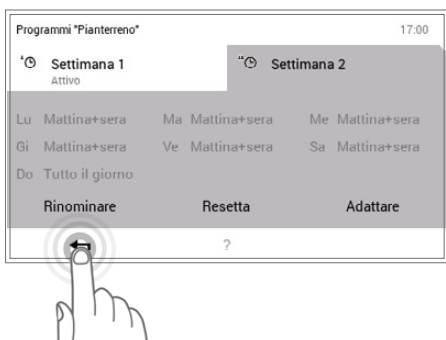 Programmi "Pianterreno" 17:00
Settimana 1 Settimana 2
Attivo
Lu Mattina+sera Ma Mattina+sera Me Mattina+sera
Gi Mattina+sera Ve Mattina+sera Sa Mattina+sera
Do Tutto il giorno
Rinominare Resetta Adattare
?